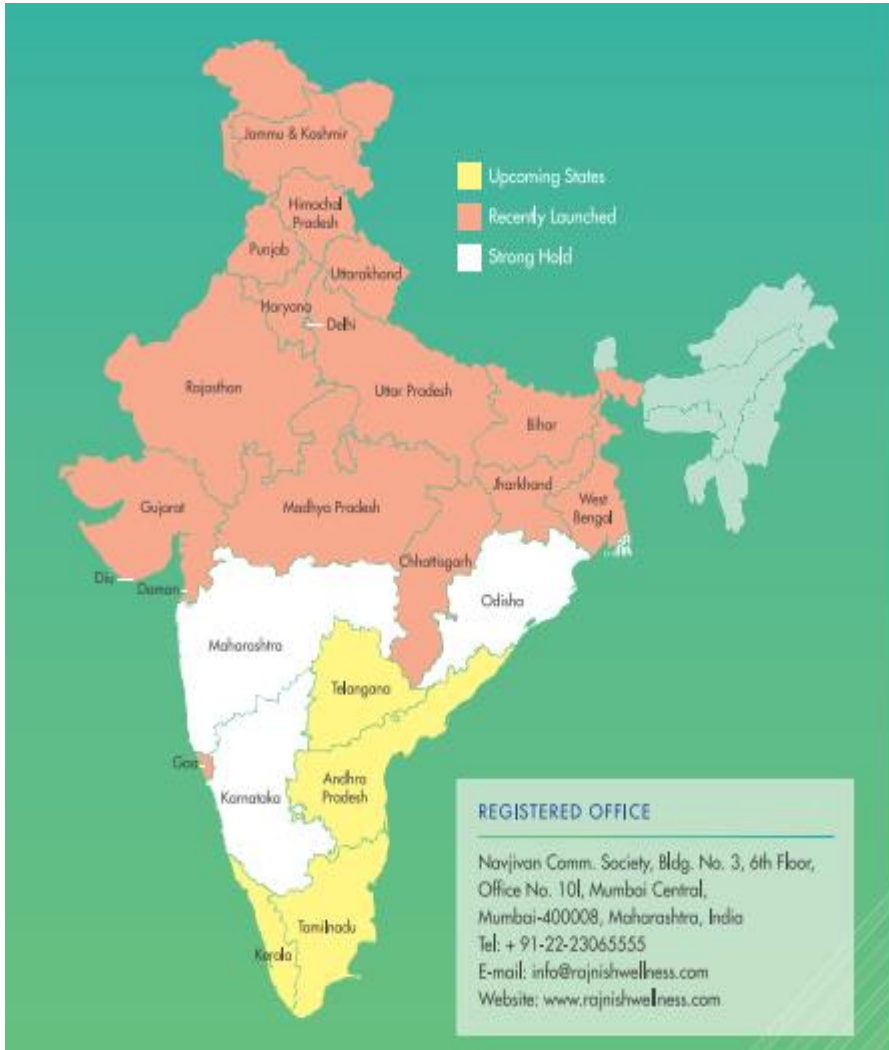 Jammu & Kashmir
Upcoming States
Himachal
Pradesh
Recently Launched
Punjab
Strong Hold
Uttarakhand
Haryana
Delhi
Rajasthan
Uttar Pradesh
Bihar
Jharkhand
Gujarat
Madhya Pradesh
West
Bengal
Chhattisgarh
Diu
Daman
Odisha
Maharashtra
Telangana
Goa
Karnataka
Andhra
Pradesh
Tamilnadu
Kerala
REGISTERED OFFICE
Navjivan Comm. Society, Bldg. No. 3, 6th Floor,
Office No. 10l, Mumbai Central,
Mumbai-400008, Maharashtra, India
Tel: + 91-22-23065555
E-mail: info@rajnishwellness.com
Website: www.rajnishwellness.com